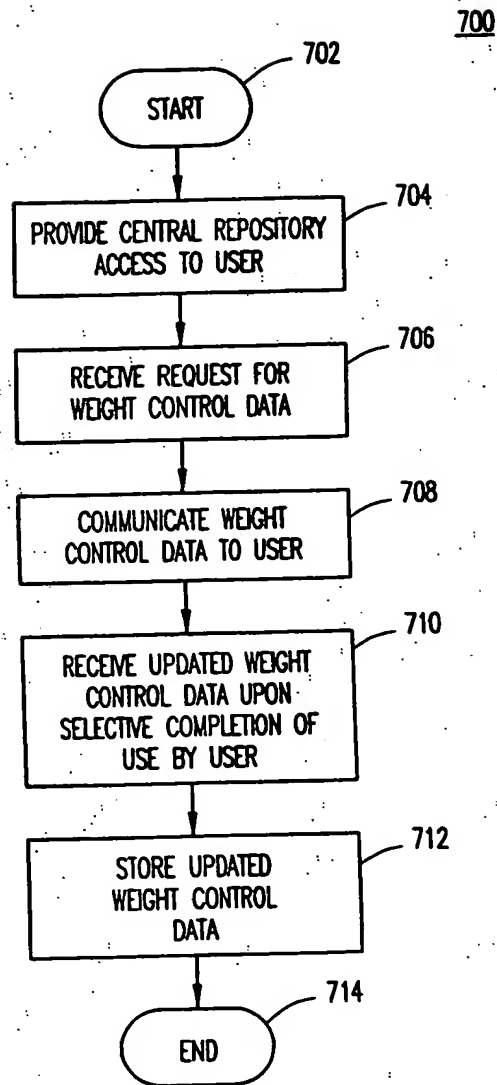 700
702
START
704
PROVIDE CENTRAL REPOSITORY
ACCESS TO USER
706
RECEIVE REQUEST FOR
WEIGHT CONTROL DATA
708
COMMUNICATE WEIGHT
CONTROL DATA TO USER
710
RECEIVE UPDATED WEIGHT
CONTROL DATA UPON
SELECTIVE COMPLETION OF
USE BY USER
712
STORE UPDATED
WEIGHT CONTROL
DATA
714
END